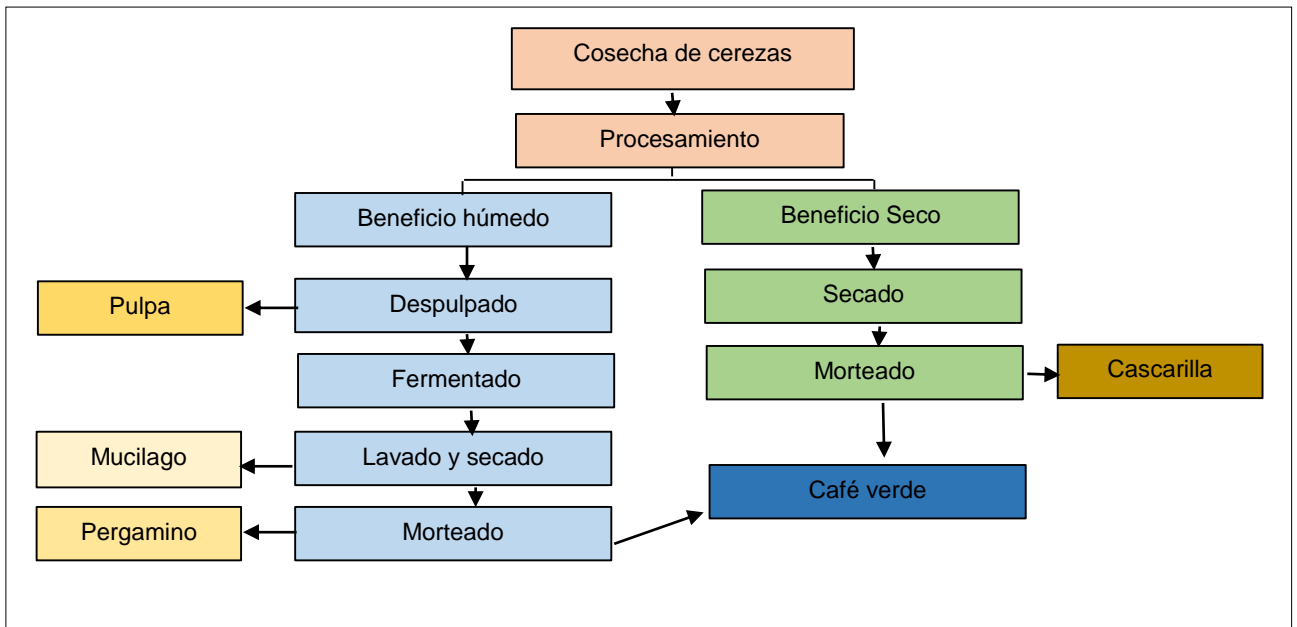 Cosecha de cerezas
Procesamiento
Beneficio húmedo
Beneficio Seco
Pulpa
Despulpado
Secado
Fermentado
Morteado
Cascarilla
Mucilago
Lavado y secado
Café verde
Pergamino
Morteado